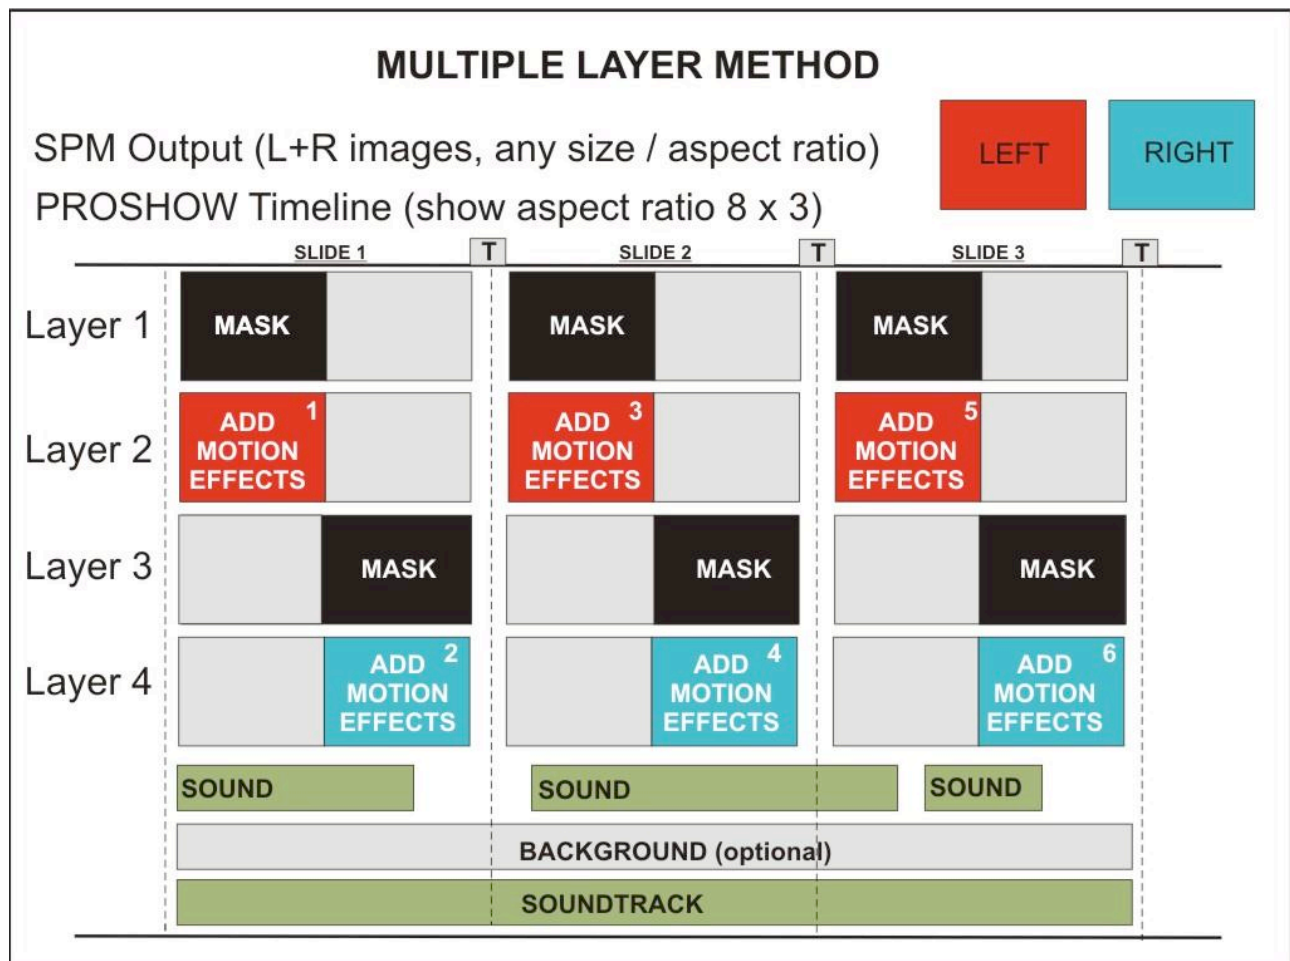 MULTIPLE LAYER METHOD
SPM Output (L+R images, any size / aspect ratio)
LEFT
RIGHT
PROSHOW Timeline (show aspect ratio 8 x 3)
SLIDE 1
T
SLIDE 2
T
SLIDE 3
T
Layer 1
MASK
MASK
MASK
Layer 2
ADD 1
MOTION
EFFECTS
ADD 3
MOTION
EFFECTS
ADD 5
MOTION
EFFECTS
Layer 3
MASK
MASK
MASK
Layer 4
ADD 2
MOTION
EFFECTS
ADD 4
MOTION
EFFECTS
ADD 6
MOTION
EFFECTS
SOUND
SOUND
SOUND
BACKGROUND (optional)
SOUNDTRACK